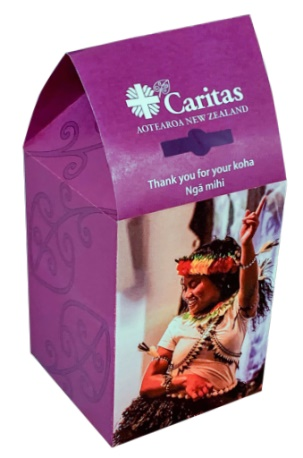 Caritas
AOTEAROA NEW ZEALAND
Thank you for your koha
Ngā mihi